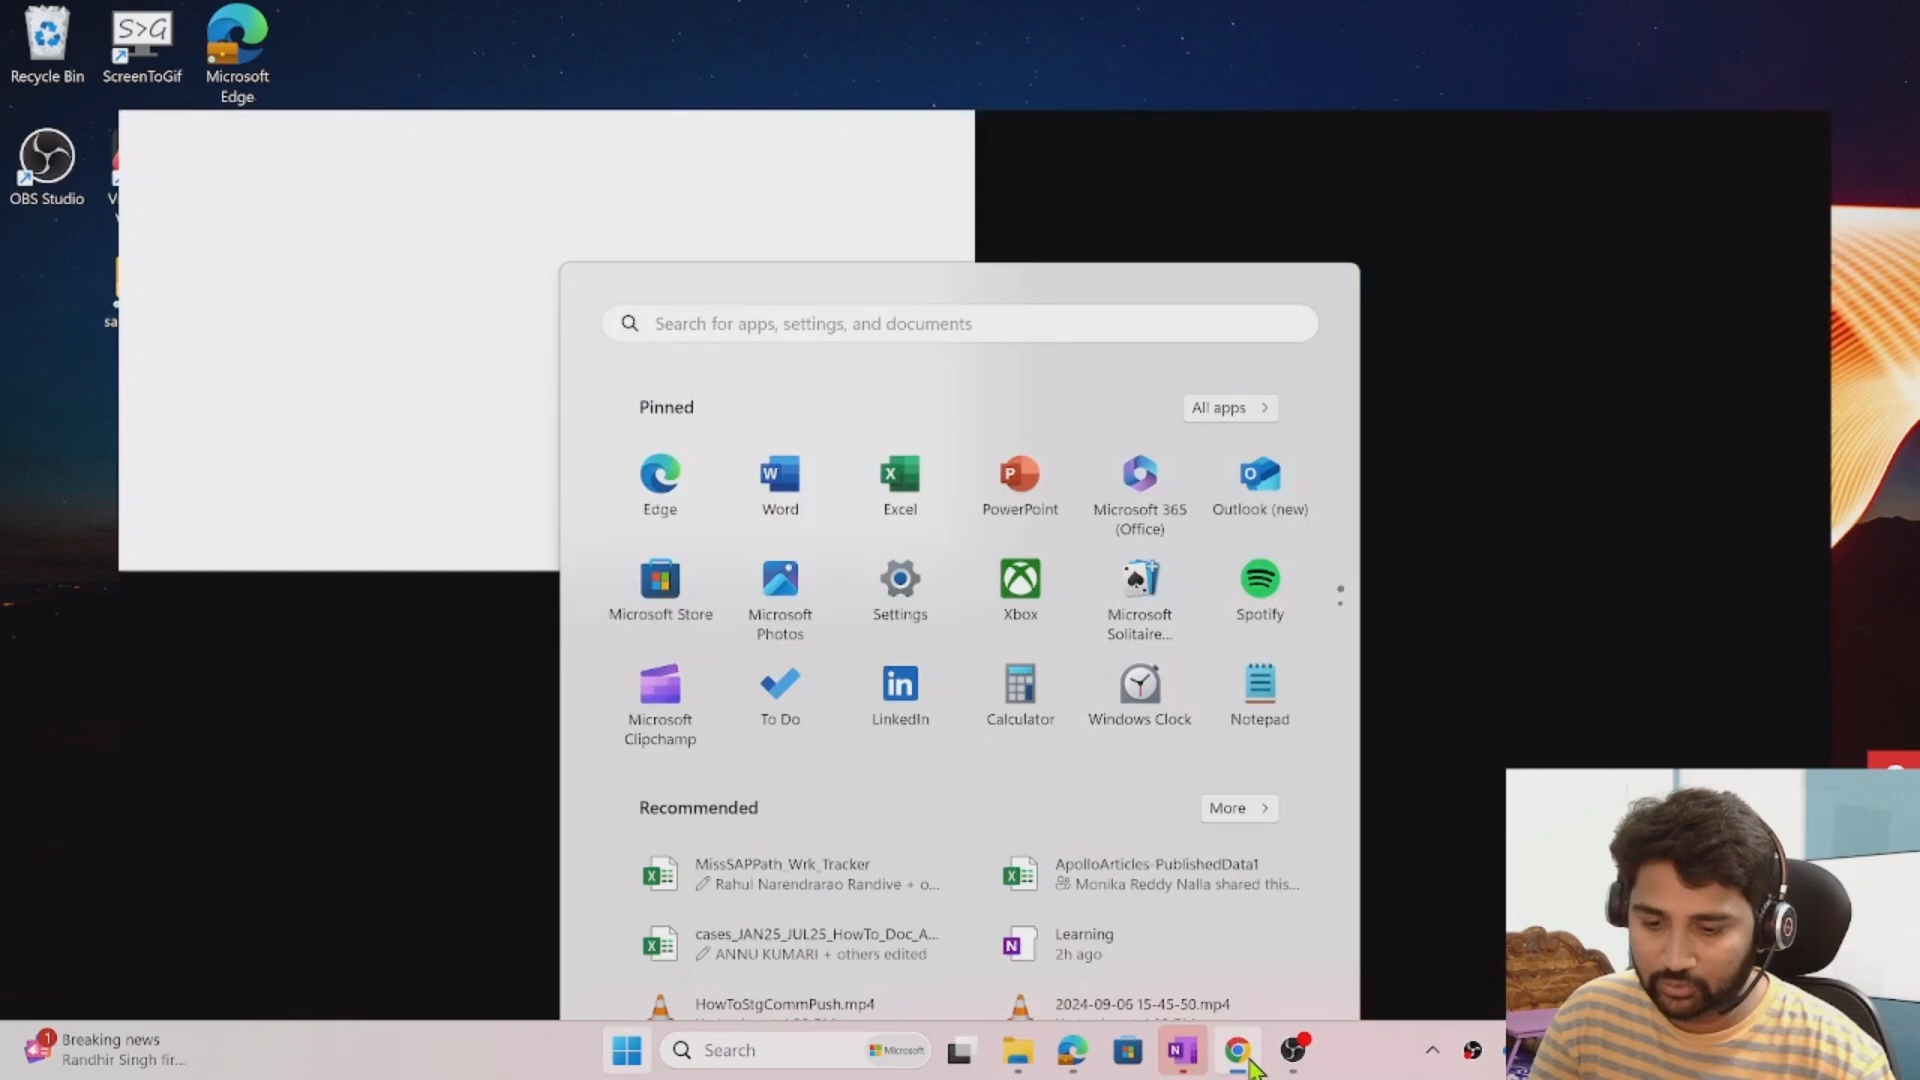 S>G
Recycle Bin
ScreenToGif
Microsoft
Edge
OBS Studio
Search for apps, settings, and documents
Pinned
All apps
Edge
Word
Excel
PowerPoint
Microsoft 365
(Office)
Outlook (new)
Microsoft Store
Microsoft
Photos
Settings
Xbox
Microsoft
Solitaire...
Spotify
Microsoft
Clipchamp
To Do
LinkedIn
Calculator
Windows Clock
Notepad
Recommended
More
MissSAPPath_Wrk_Tracker
Rahul Narendrarao Randive + o...
ApolloArticles-PublishedData1
Monika Reddy Nalla shared this...
cases_JAN25_JUL25_HowTo_Doc_A...
ANNU KUMARI + others edited
Learning
2h ago
HowToStgCommPush.mp4
2024-09-06 15-45-50.mp4
1
Breaking news
Randhir Singh fir...
Search
Microsoft